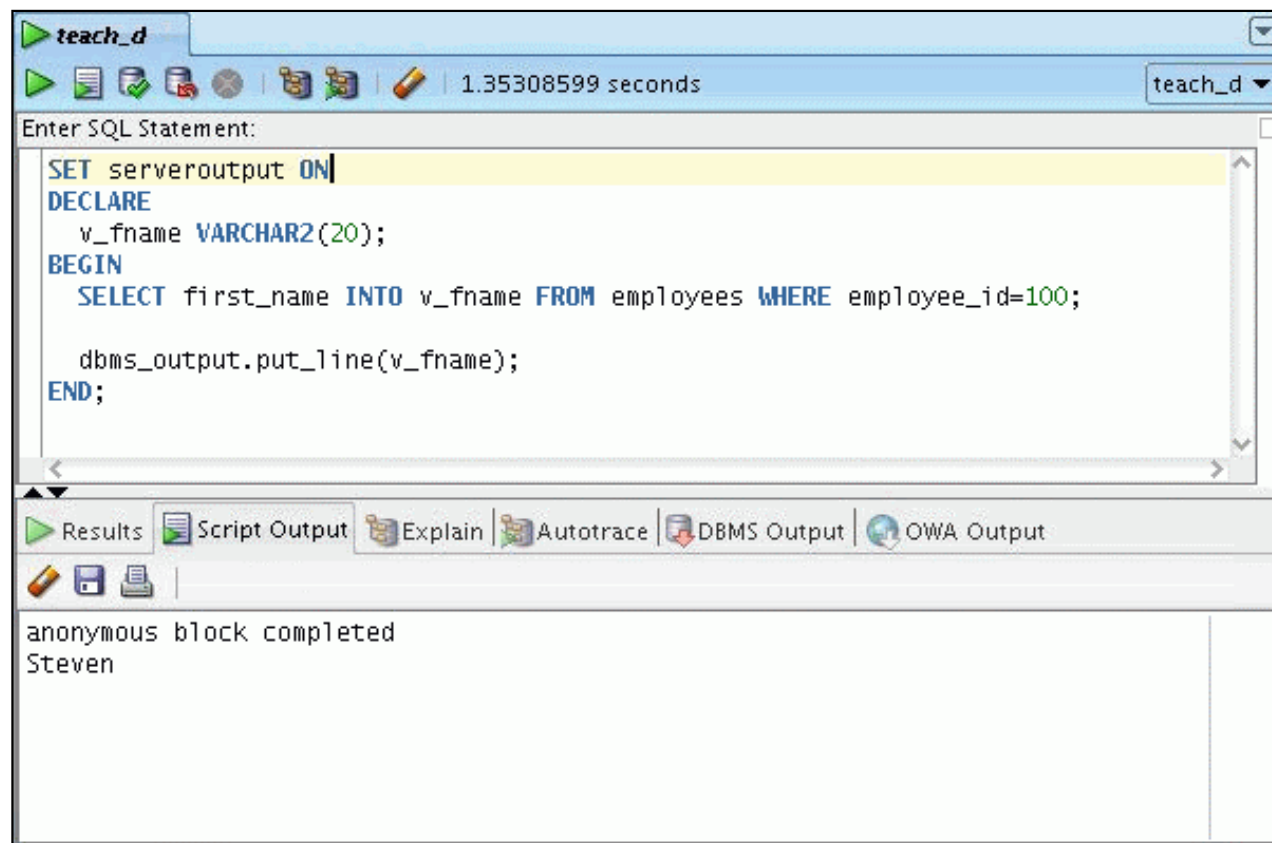 teach_d
1.35308599 seconds
teach_d
Enter SQL Statement:
SET serveroutput ON
DECLARE
v_fname VARCHAR2(20);
BEGIN
SELECT first_name INTO v_fname FROM employees WHERE employee_id=100;
dbms_output.put_line(v_fname);
END;
Results Script Output Explain Autotrace DBMS Output OWA Output
anonymous block completed
Steven